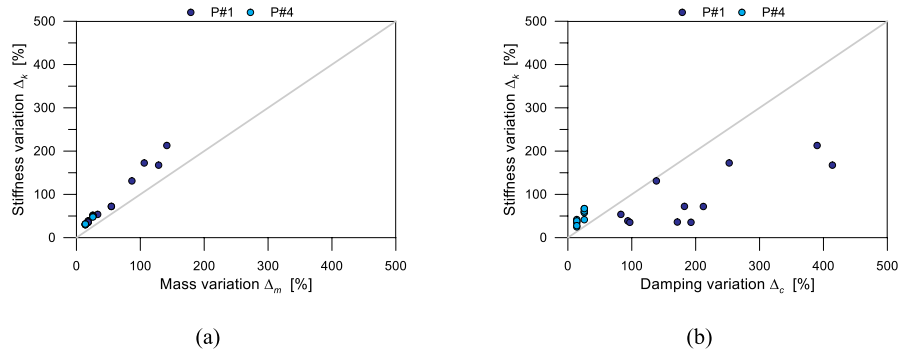 P#1 P#4
500
400
300
200
100
0
Stiffness variation Δk [%]
0 100 200 300 400 500
Mass variation Δm [%]
(a)
P#1 P#4
500
400
300
200
100
0
Stiffness variation Δk [%]
0 100 200 300 400 500
Damping variation Δc [%]
(b)